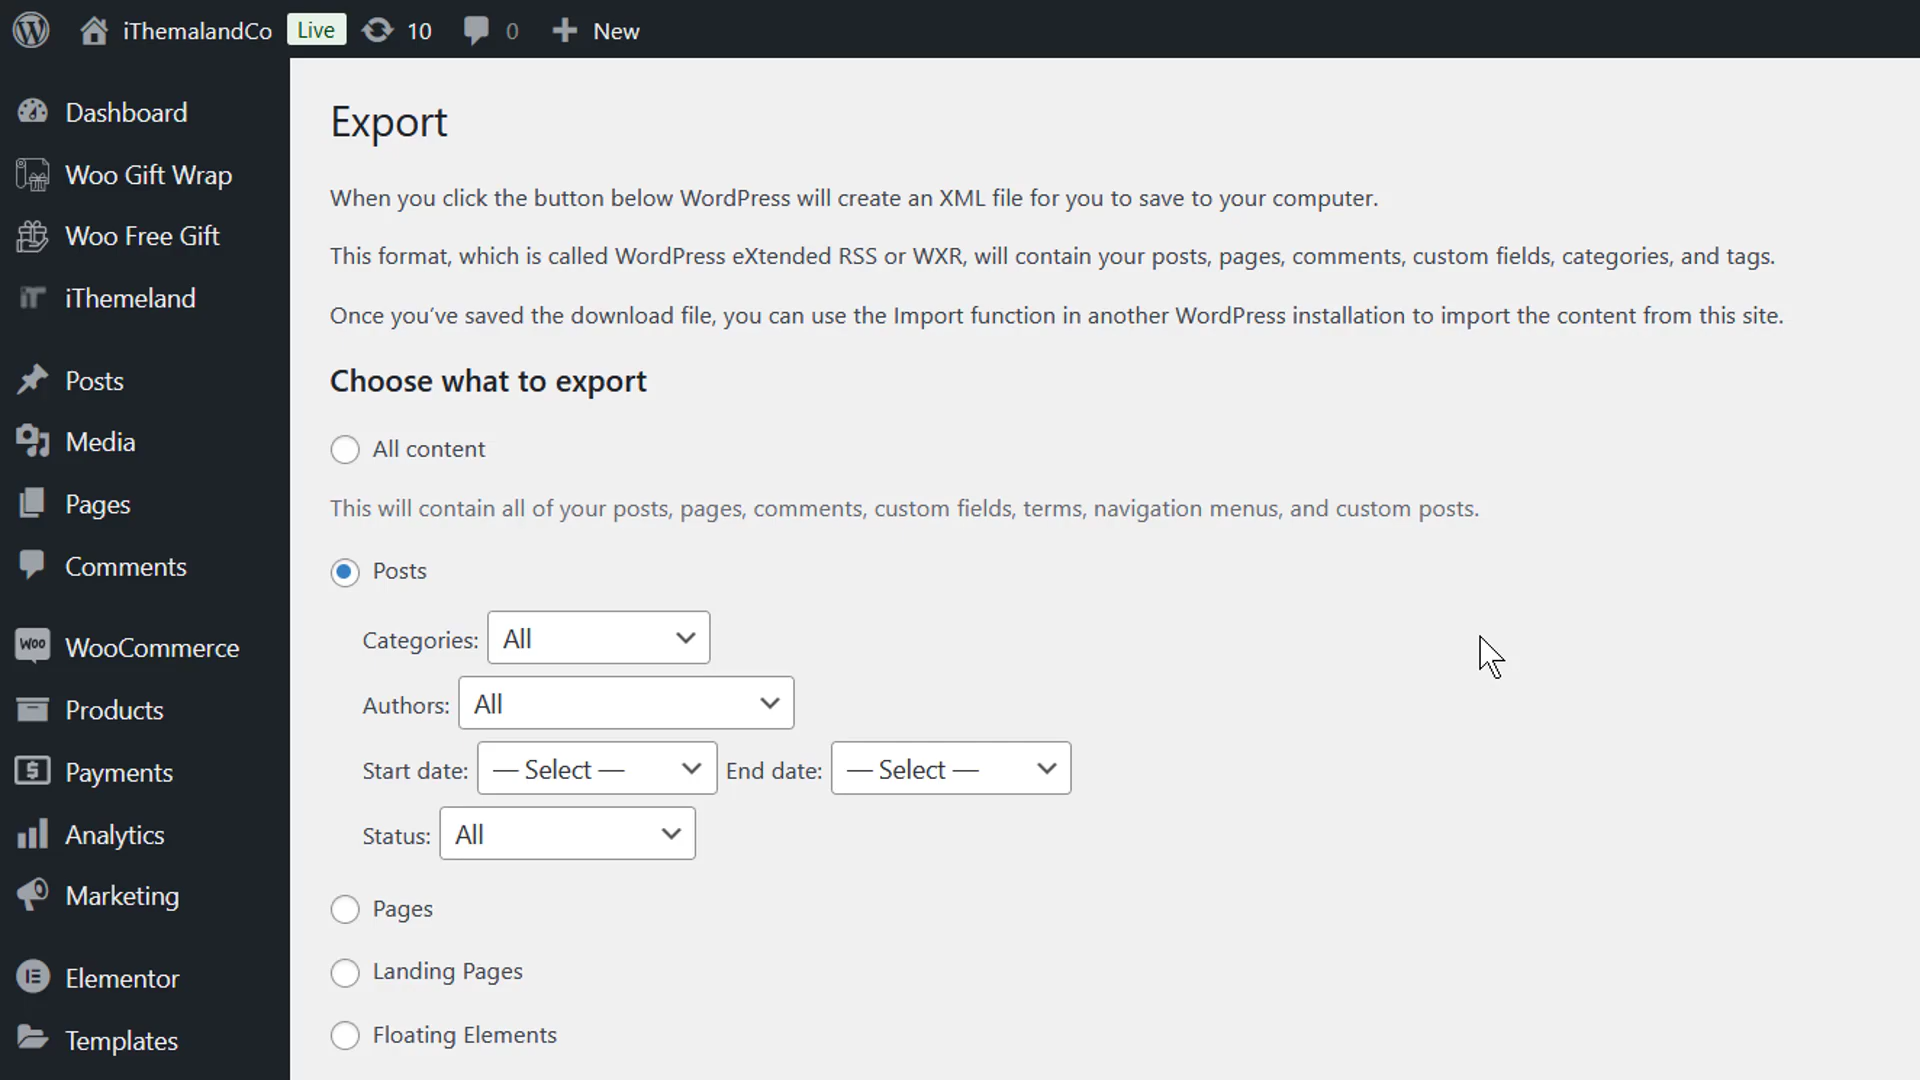 iThemalandCo Live 10 0 New
Dashboard
Woo Gift Wrap
Woo Free Gift
iThemeland
Posts
Media
Pages
Comments
WooCommerce
Products
Payments
Analytics
Marketing
Elementor
Templates
Export
When you click the button below WordPress will create an XML file for you to save to your computer.
This format, which is called WordPress eXtended RSS or WXR, will contain your posts, pages, comments, custom fields, categories, and tags.
Once you’ve saved the download file, you can use the Import function in another WordPress installation to import the content from this site.
Choose what to export
All content
This will contain all of your posts, pages, comments, custom fields, terms, navigation menus, and custom posts.
Posts
Categories: All
Authors: All
Start date: — Select — End date: — Select —
Status: All
Pages
Landing Pages
Floating Elements